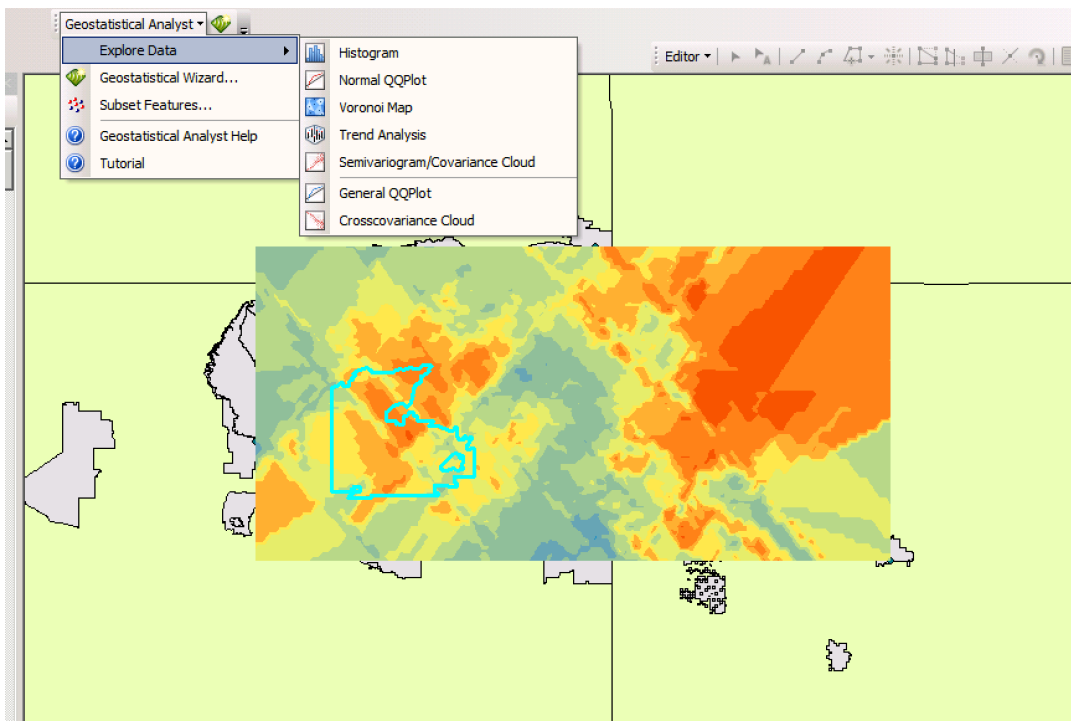 Geostatistical Analyst
Explore Data
Geostatistical Wizard...
Subset Features...
Geostatistical Analyst Help
Tutorial
Histogram
Normal QQPlot
Voronoi Map
Trend Analysis
Semivariogram/Covariance Cloud
General QQPlot
Crosscovariance Cloud
Editor